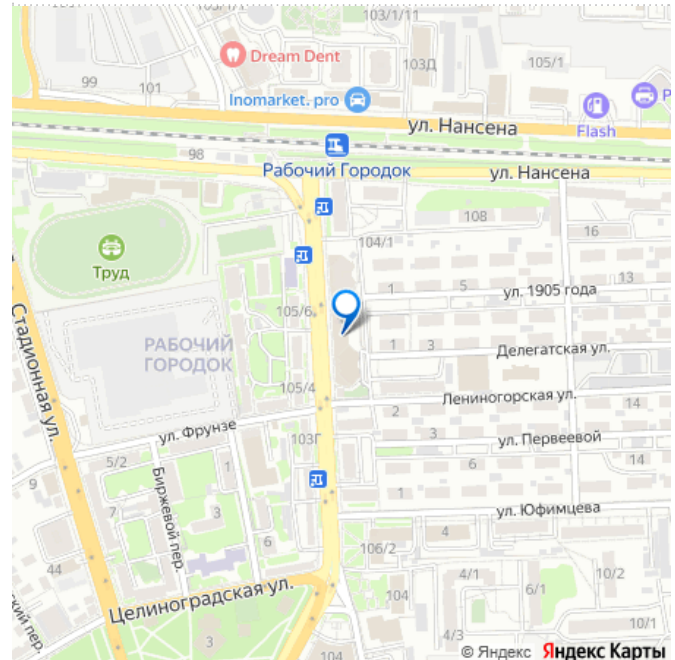 103/1/11
Dream Dent
103Д
105/1
99
101
Inomarket. pro
Flash
P
ул. Нансена
98
Рабочий Городок
ул. Нансена
108
16
104/1
Труд
13
1
5
ул. 1905 года
105/6
РАБОЧИЙ
ГОРОДОК
1
3
Делегатская ул.
Стадионная ул.
105/4
Лениногорская ул.
2
14
ул. Фрунзе
103Г
3
ул. Первеевой
5/2
1
6
14
9
Биржевой пер.
7
3
1
ул. Юфимцева
6
4
106/2
44
4/1
10/2
Целиноградская ул.
104
6/1
ский пер.
3
4/3
10/1
© Яндекс Яндекс Карты